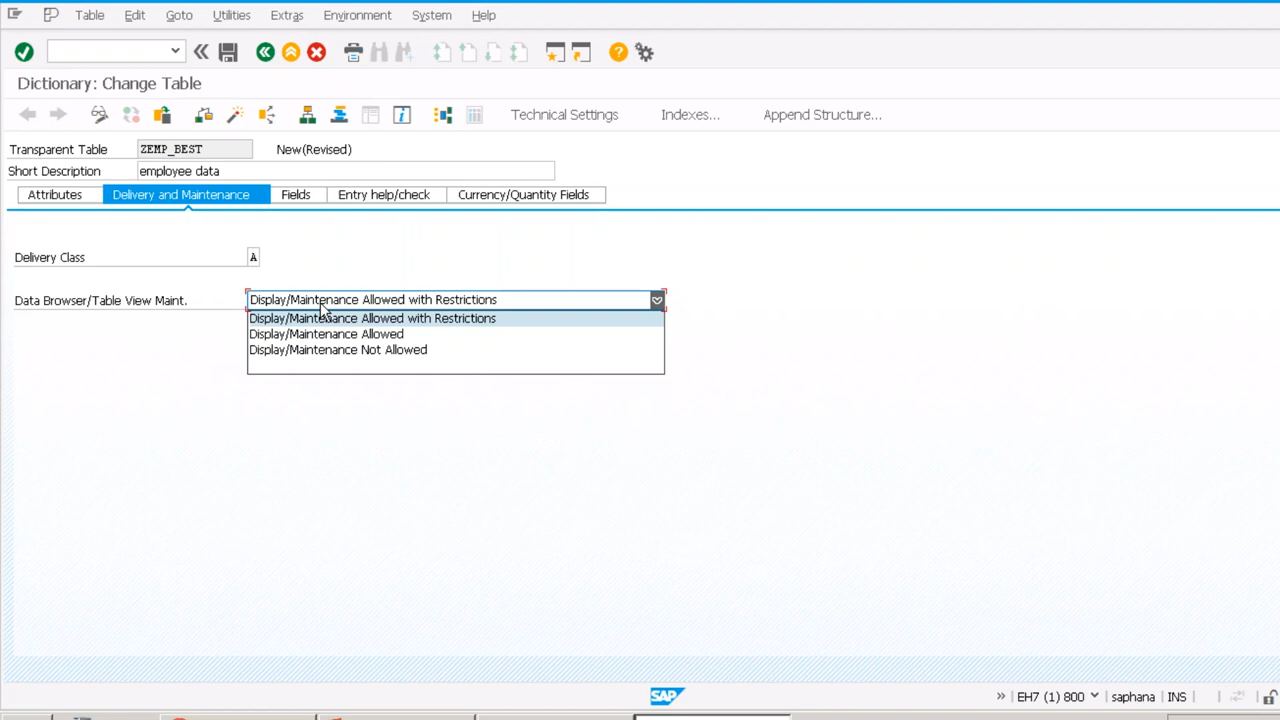 Table Edit Goto Utilities Extras Environment System Help
Dictionary: Change Table
Technical Settings Indexes... Append Structure...
Transparent Table ZEMP_BEST New(Revised)
Short Description employee data
Attributes Delivery and Maintenance Fields Entry help/check Currency/Quantity Fields
Delivery Class A
Data Browser/Table View Maint. Display/Maintenance Allowed with Restrictions
Display/Maintenance Allowed with Restrictions
Display/Maintenance Allowed
Display/Maintenance Not Allowed
SAP EH7 (1) 800 saphana INS